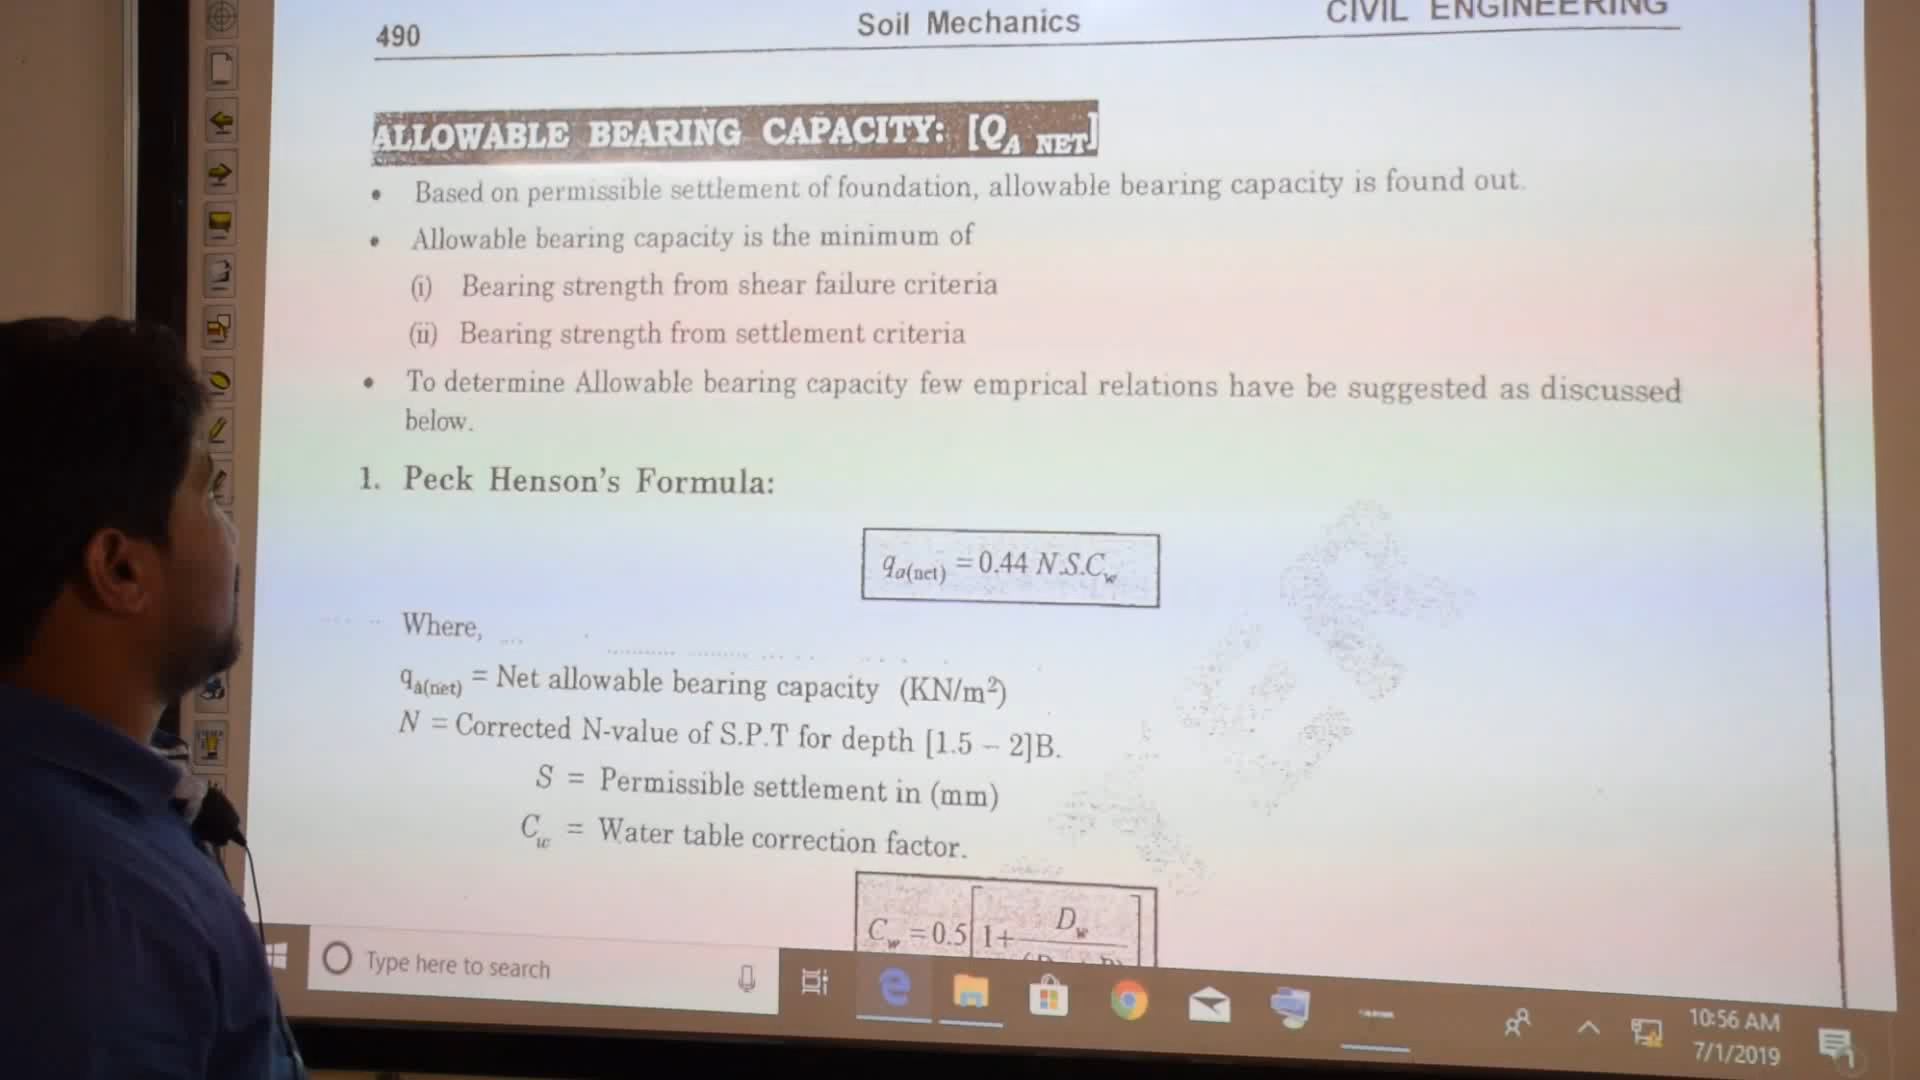 490
Soil Mechanics
CIVIL ENGINEERING
ALLOWABLE BEARING CAPACITY: [QA NET]
• Based on permissible settlement of foundation, allowable bearing capacity is found out.
• Allowable bearing capacity is the minimum of
(i) Bearing strength from shear failure criteria
(ii) Bearing strength from settlement criteria
• To determine Allowable bearing capacity few emprical relations have be suggested as discussed
below.
1. Peck Henson's Formula:
qa(net) = 0.44 N.S.Cw
Where,
qa(net) = Net allowable bearing capacity (KN/m²)
N = Corrected N-value of S.P.T for depth [1.5 – 2]B.
S = Permissible settlement in (mm)
Cw = Water table correction factor.
Cw = 0.5 [1+ Dw
Type here to search
10:56 AM
7/1/2019
1